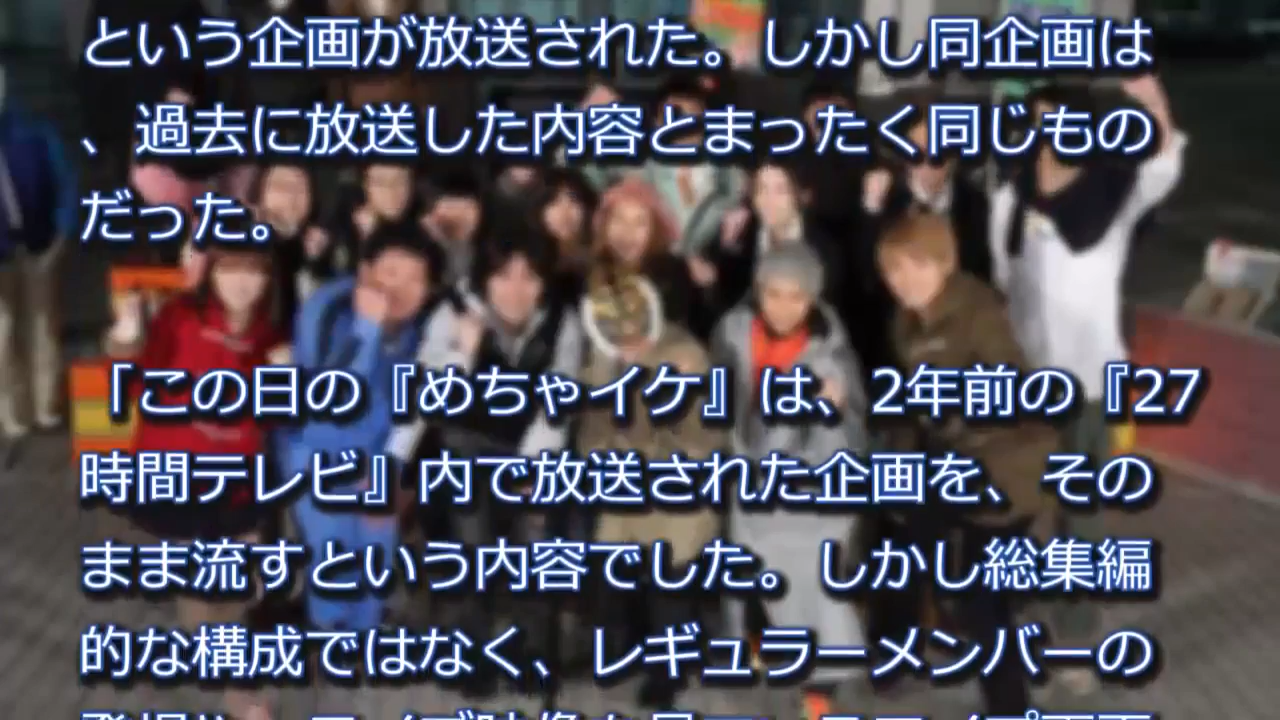 という企画が放送された。しかし同企画は
、過去に放送した内容とまったく同じもの
だった。
「この日の『めちゃイケ』は、2年前の『27
時間テレビ』内で放送された企画を、その
まま流すという内容でした。しかし総集編
的な構成ではなく、レギュラーメンバーの